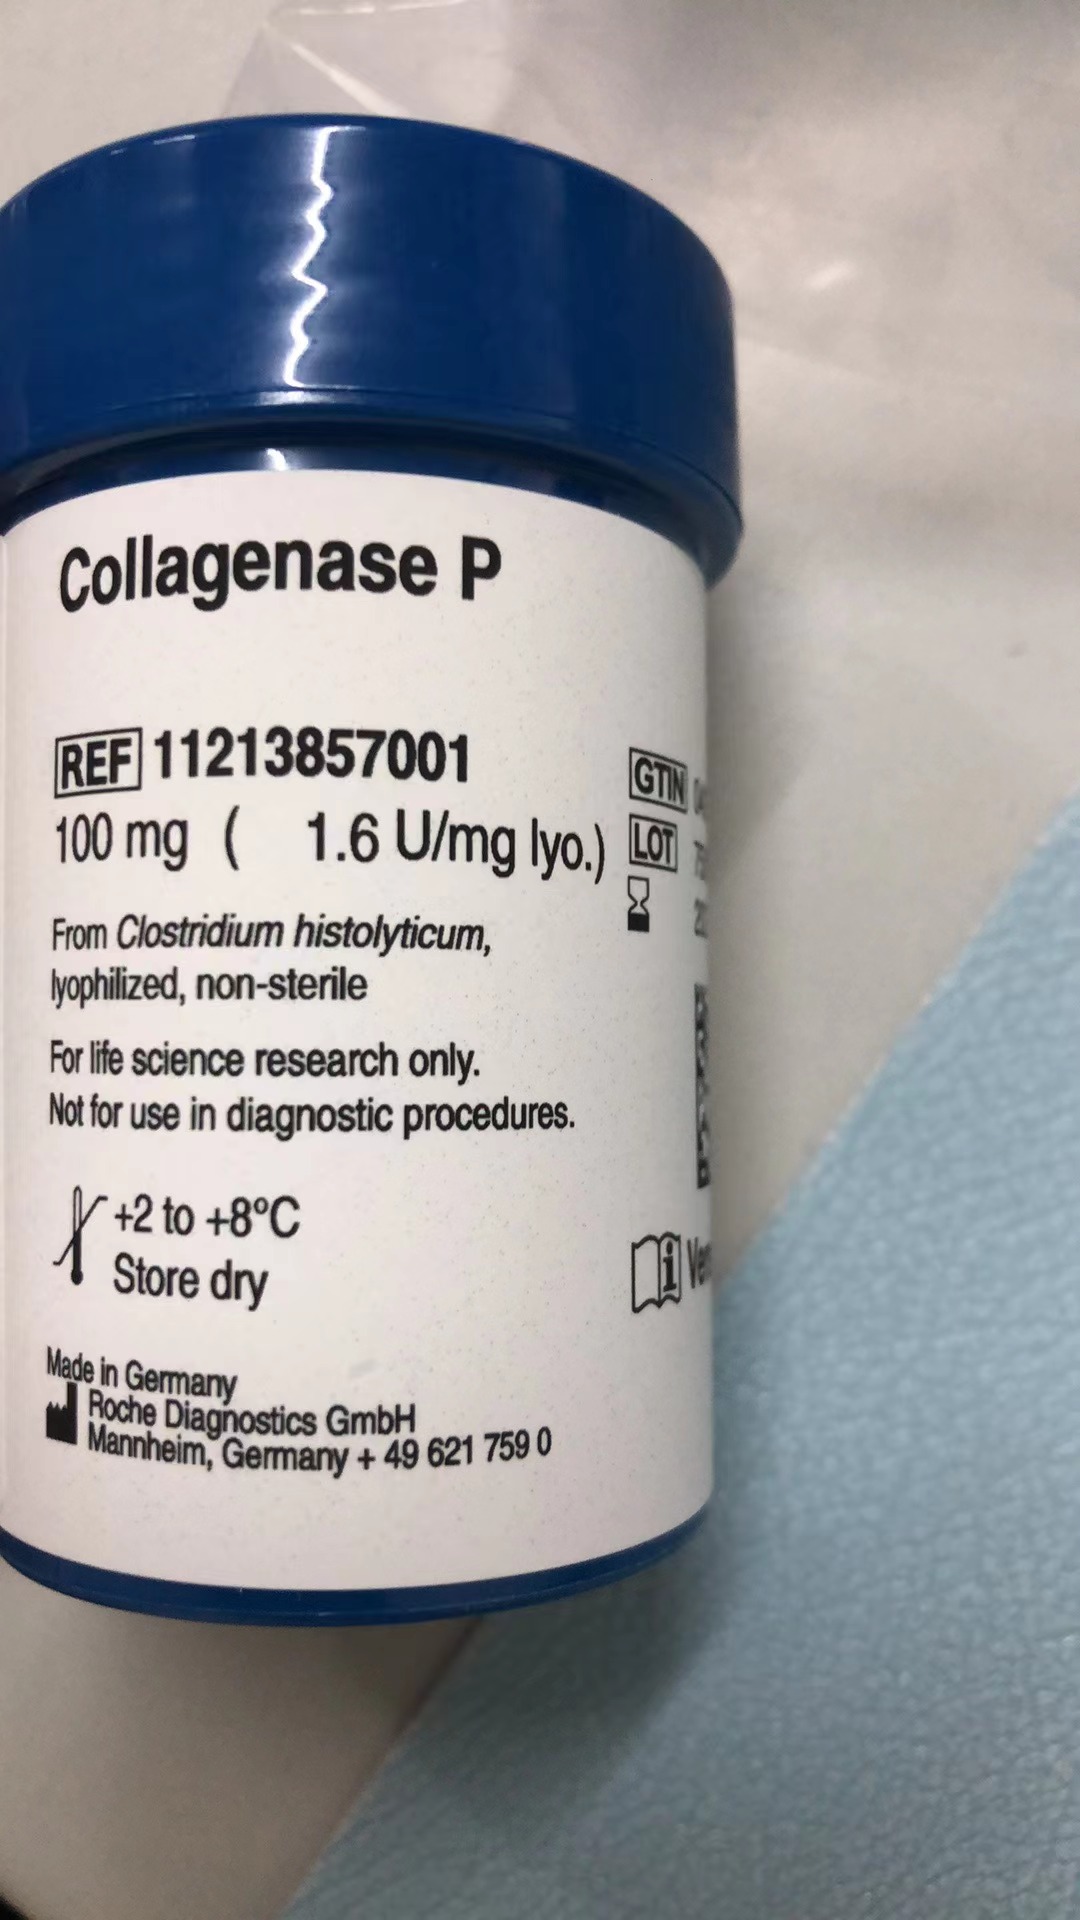 Collagenase P
REF 11213857001
100 mg ( 1.6 U/mg lyo.)
From Clostridium histolyticum,
lyophilized, non-sterile
For life science research only.
Not for use in diagnostic procedures.
+2 to +8°C
Store dry
Made in Germany
Roche Diagnostics GmbH
Mannheim, Germany + 49 621 759 0
GTIN
LOT